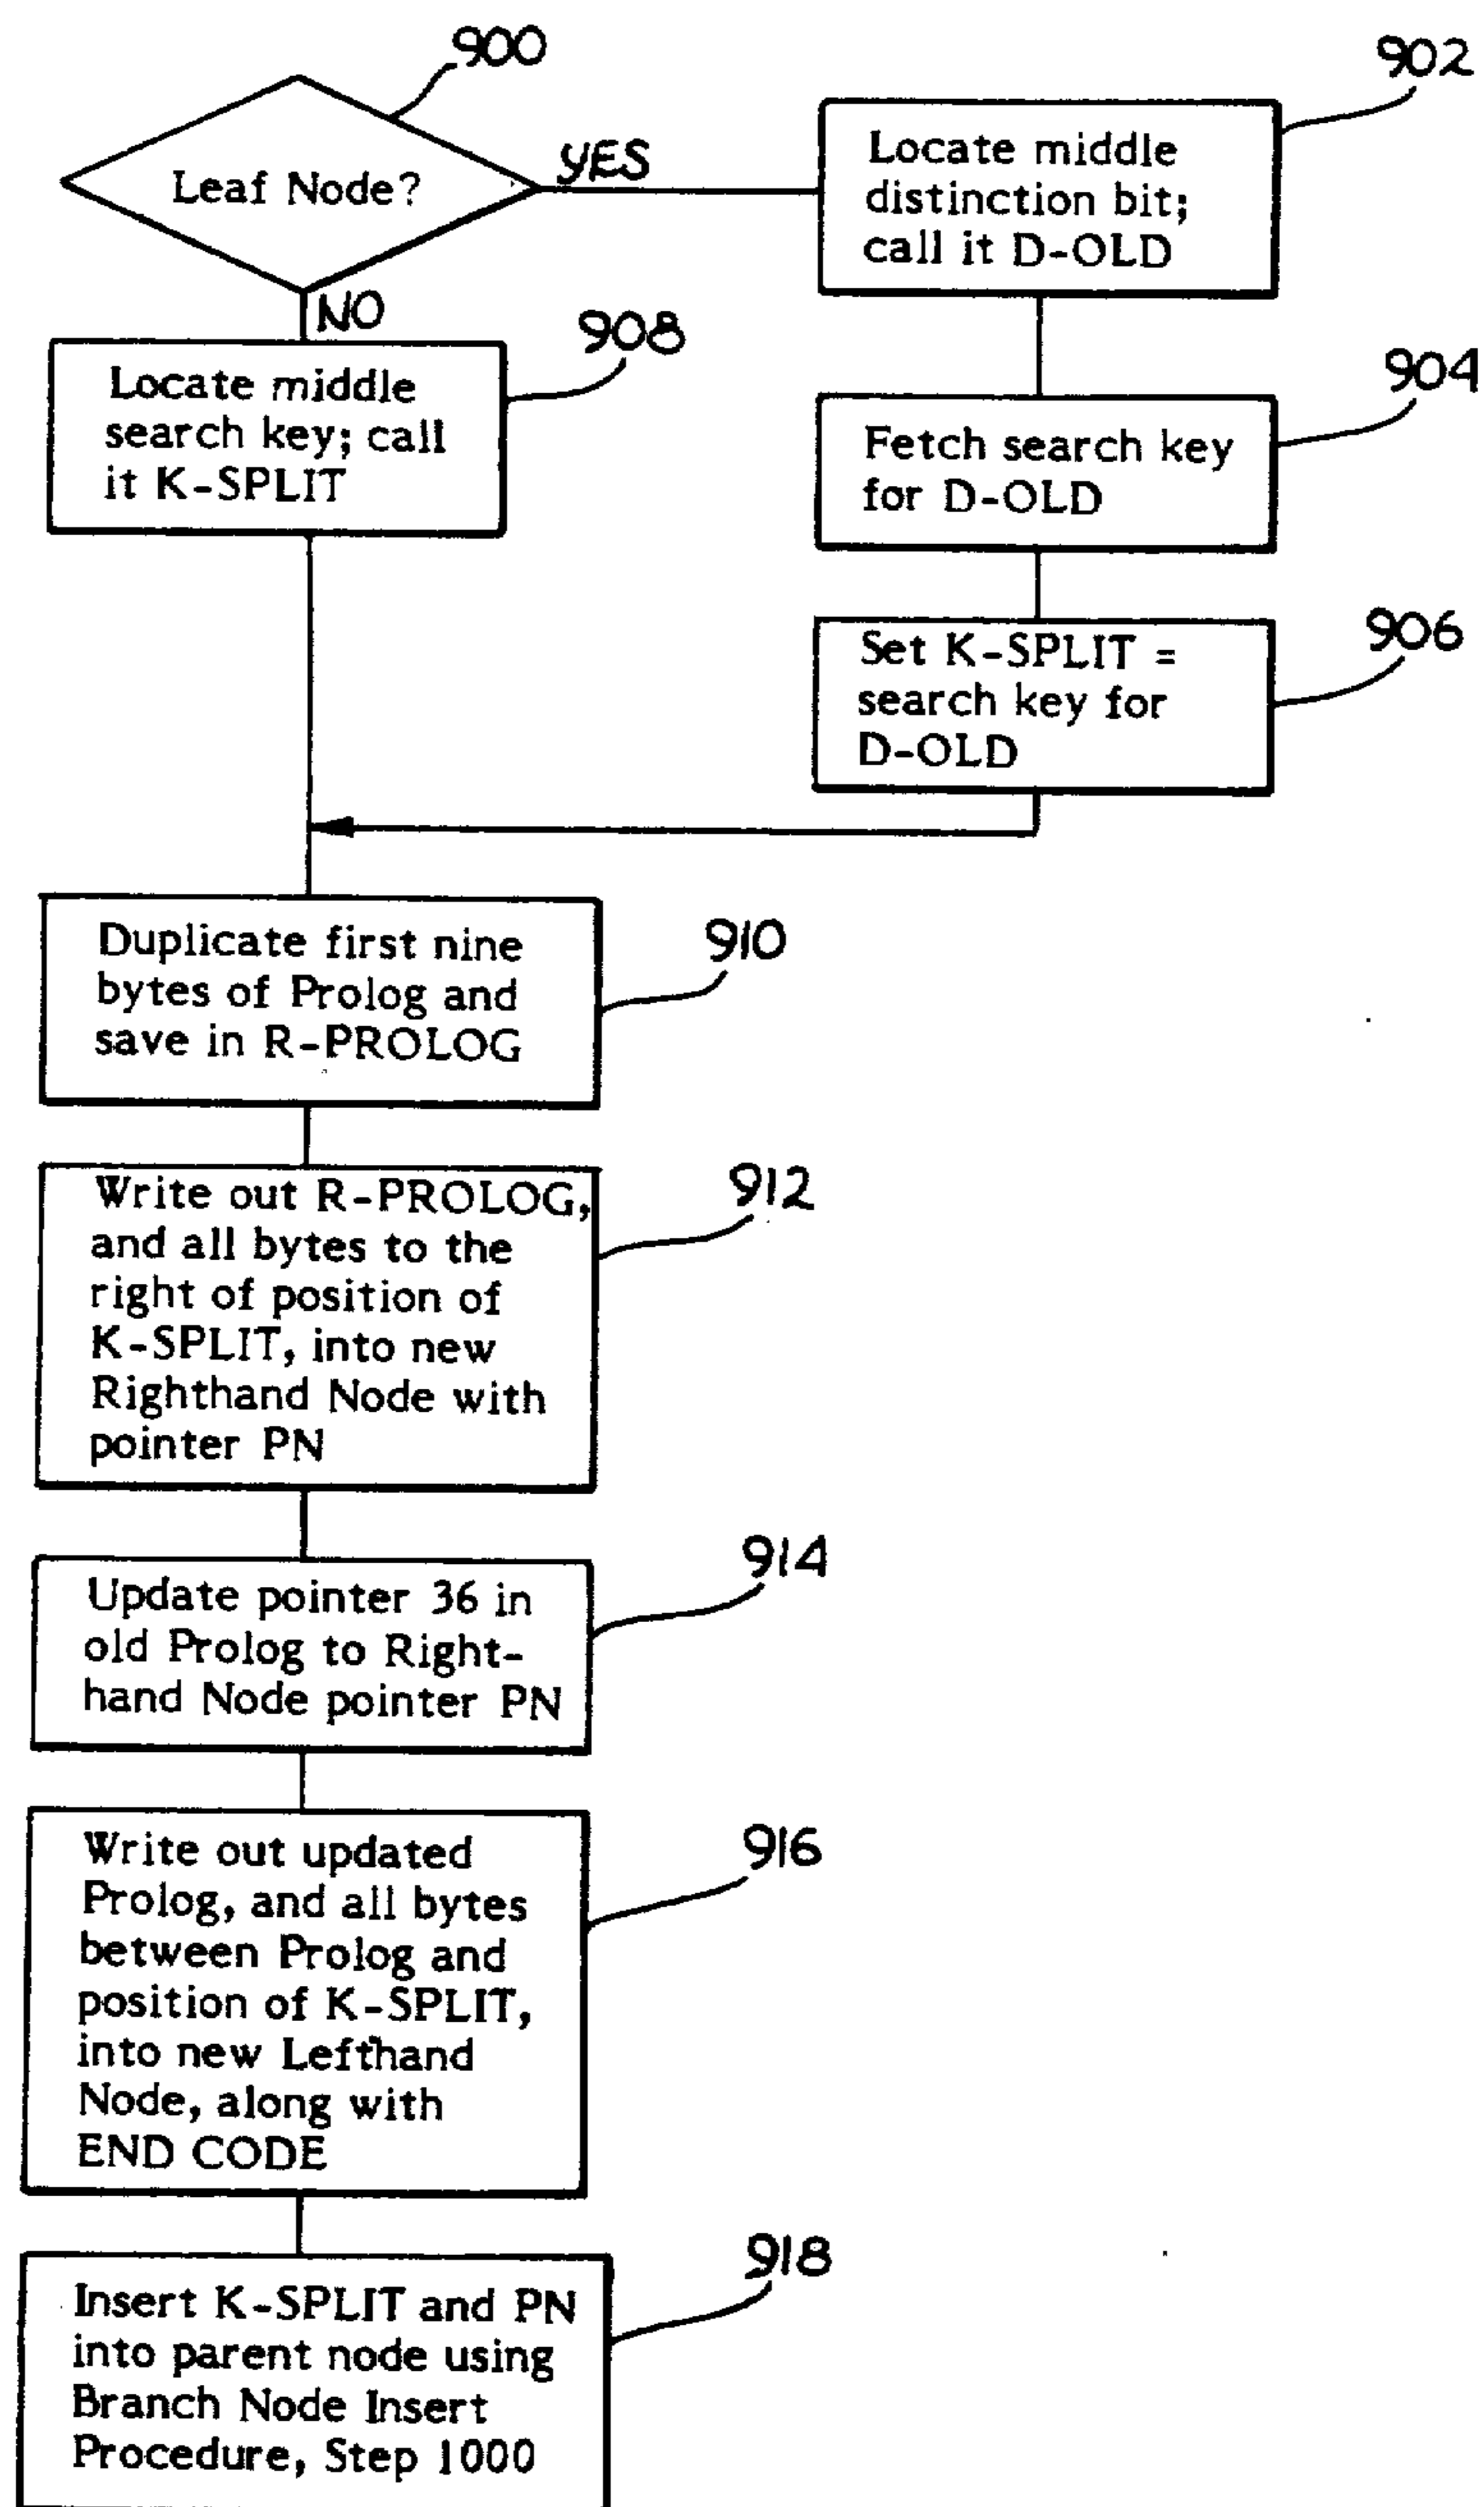 900
Leaf Node?
YES
NO
902
Locate middle
distinction bit;
call it D-OLD
904
Fetch search key
for D-OLD
906
Set K-SPLIT =
search key for
D-OLD
908
Locate middle
search key; call
it K-SPLIT
910
Duplicate first nine
bytes of Prolog and
save in R-PROLOG
912
Write out R-PROLOG,
and all bytes to the
right of position of
K-SPLIT, into new
Righthand Node with
pointer PN
914
Update pointer 36 in
old Prolog to Right-
hand Node pointer PN
916
Write out updated
Prolog, and all bytes
between Prolog and
position of K-SPLIT,
into new Lefthand
Node, along with
END CODE
918
Insert K-SPLIT and PN
into parent node using
Branch Node Insert
Procedure, Step 1000